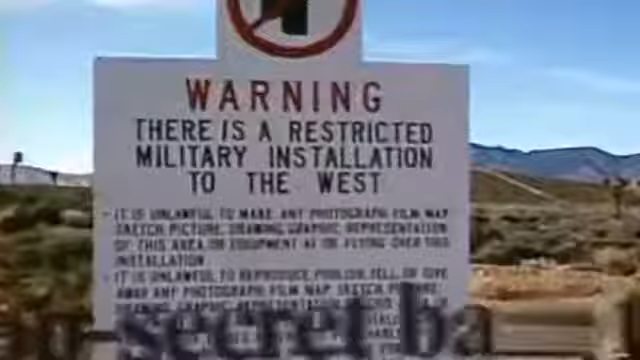 WARNING
THERE IS A RESTRICTED
MILITARY INSTALLATION
TO THE WEST
- IT IS UNLAWFUL TO MAKE ANY PHOTOGRAPH FILM MAP
SKETCH PICTURE DRAWING GRAPHIC REPRESENTATION
OF THIS AREA OR EQUIPMENT AT OR FLYING OVER THIS
INSTALLATION
- IT IS UNLAWFUL TO REPRODUCE PUBLISH SELL OR GIVE
AWAY ANY PHOTOGRAPH FILM MAP SKETCH PICTURE
GRAPHIC REPRESENTATION
secret ba